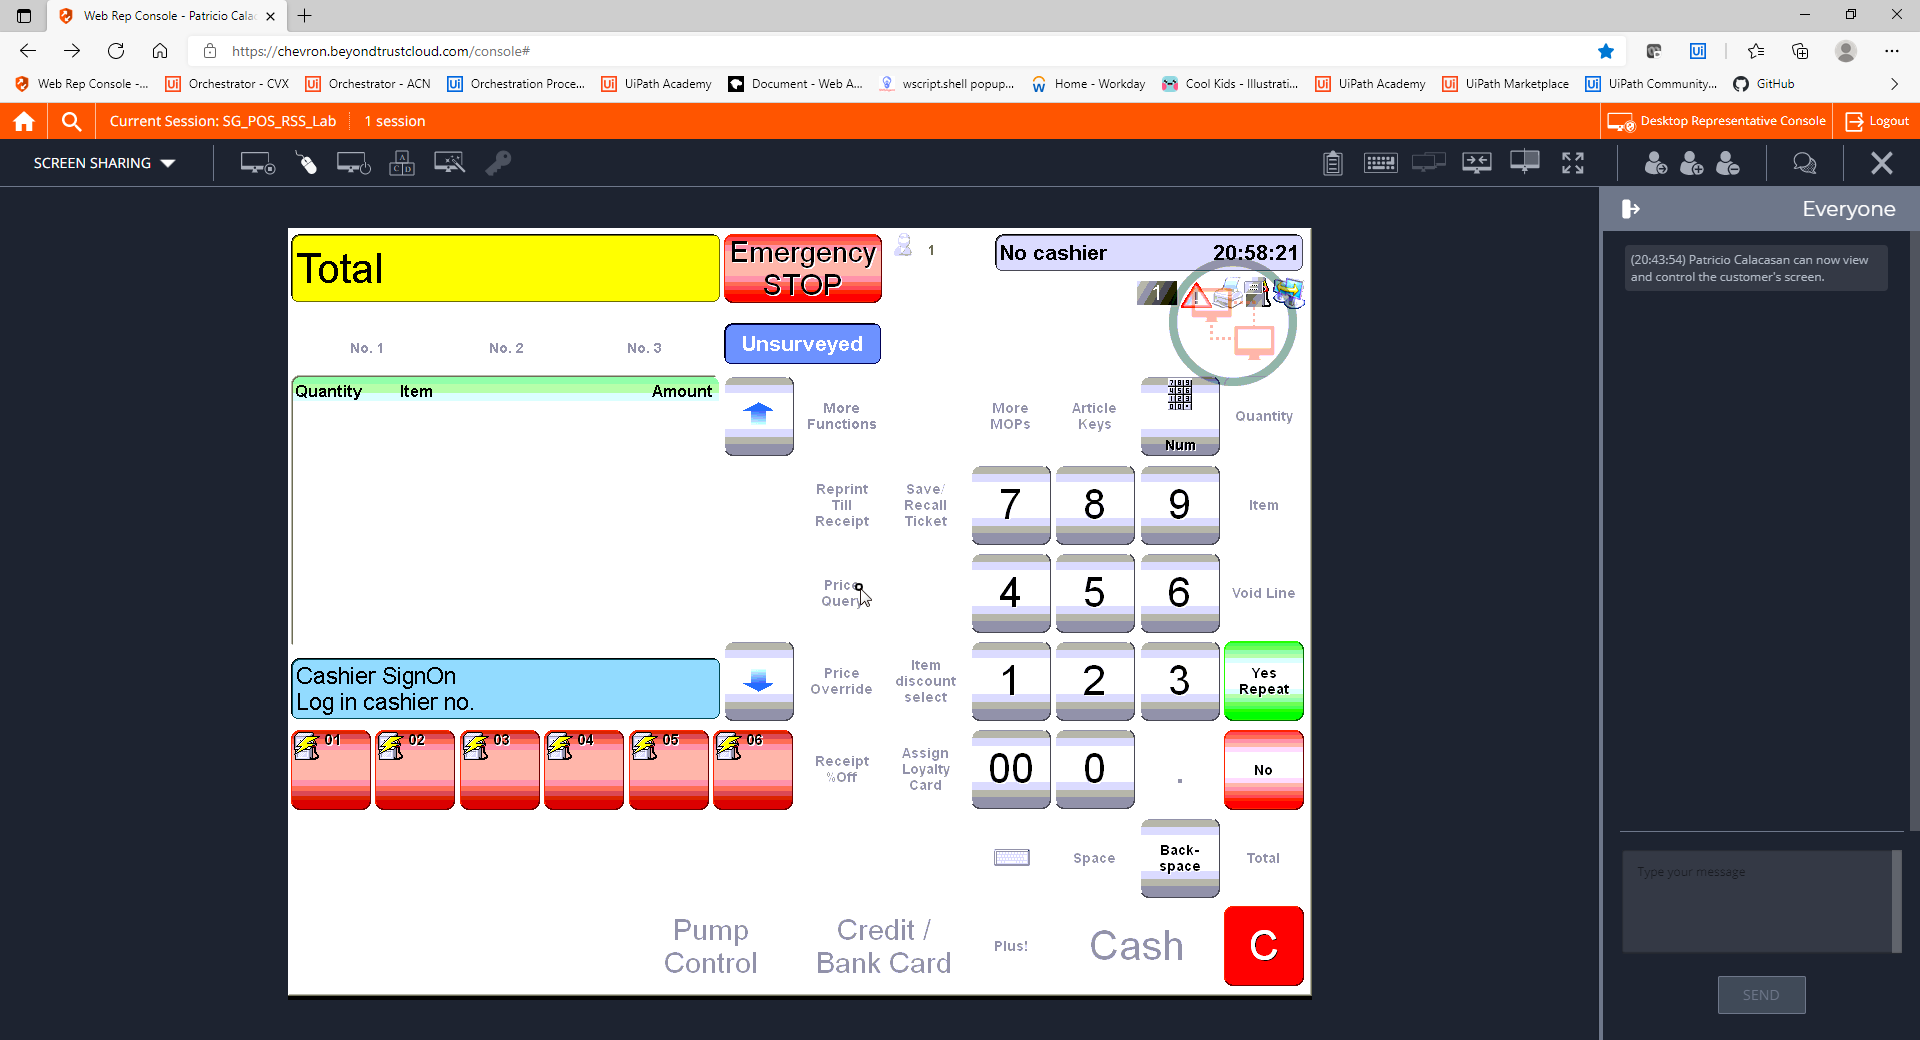 Web Rep Console - Patricio Cala
https://chevron.beyondtrustcloud.com/console#
Web Rep Console -...
Orchestrator - CVX
Orchestrator - ACN
Orchestration Proce...
UiPath Academy
Document - Web A...
wscript.shell popup...
Home - Workday
Cool Kids - Illustrati...
UiPath Academy
UiPath Marketplace
UiPath Community...
GitHub
Current Session: SG_POS_RSS_Lab
1 session
Desktop Representative Console
Logout
SCREEN SHARING
Everyone
(20:43:54) Patricio Calacasan can now view
and control the customer's screen.
Type your message
SEND
Total
Emergency
STOP
1
No cashier 20:58:21
1
No. 1
No. 2
No. 3
Unsurveyed
Quantity Item Amount
More
Functions
More
MOPs
Article
Keys
Num
Quantity
Reprint
Till
Receipt
Save/
Recall
Ticket
7
8
9
Item
Price
Query
4
5
6
Void Line
Cashier SignOn
Log in cashier no.
Price
Override
Item
discount
select
1
2
3
Yes
Repeat
01
02
03
04
05
06
Receipt
%Off
Assign
Loyalty
Card
00
0
.
No
Space
Back-
space
Total
Pump
Control
Credit /
Bank Card
Plus!
Cash
C